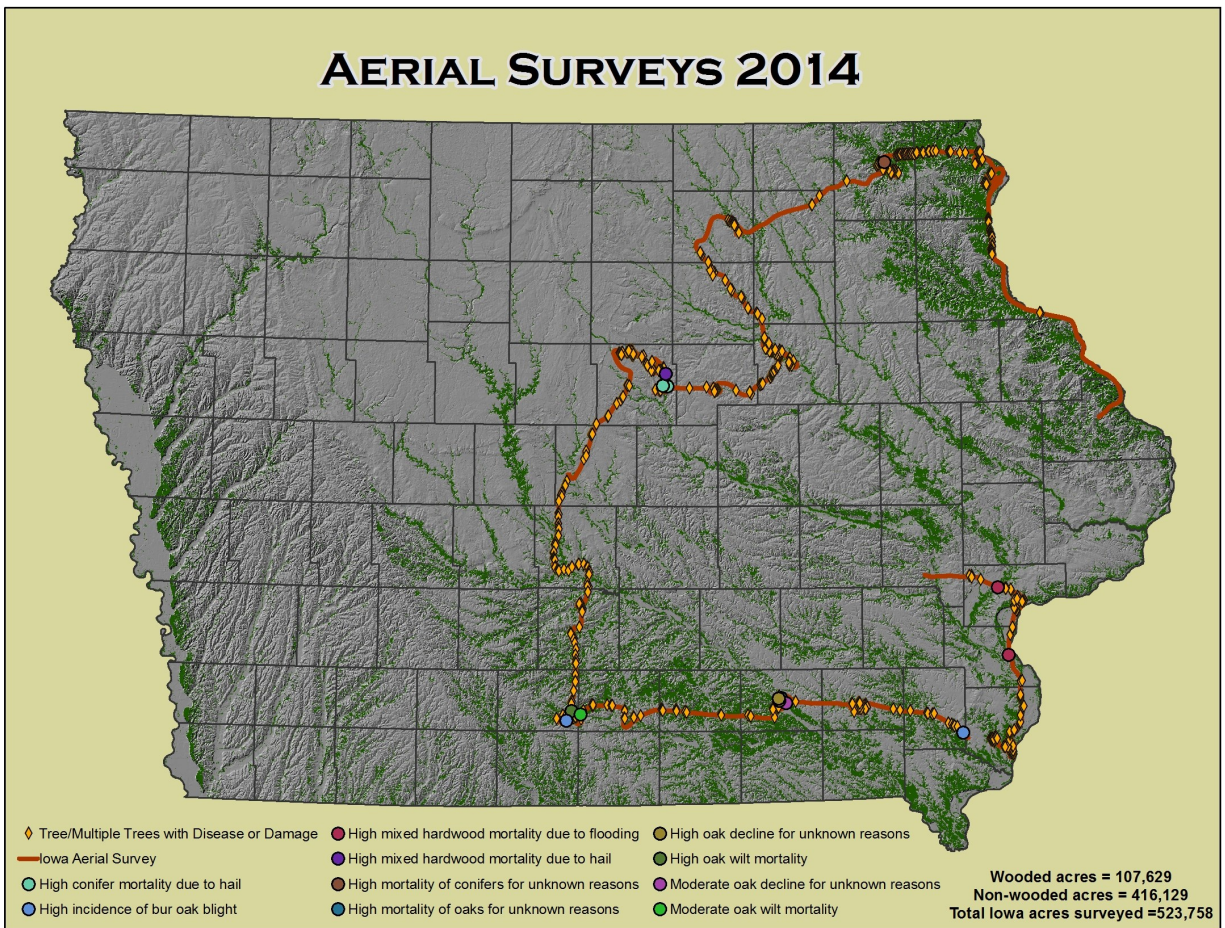 AERIAL SURVEYS 2014
Tree/Multiple Trees with Disease or Damage
Iowa Aerial Survey
High conifer mortality due to hail
High incidence of bur oak blight
High mixed hardwood mortality due to flooding
High mixed hardwood mortality due to hail
High mortality of conifers for unknown reasons
High mortality of oaks for unknown reasons
High oak decline for unknown reasons
High oak wilt mortality
Moderate oak decline for unknown reasons
Moderate oak wilt mortality
Wooded acres = 107,629
Non-wooded acres = 416,129
Total Iowa acres surveyed =523,758